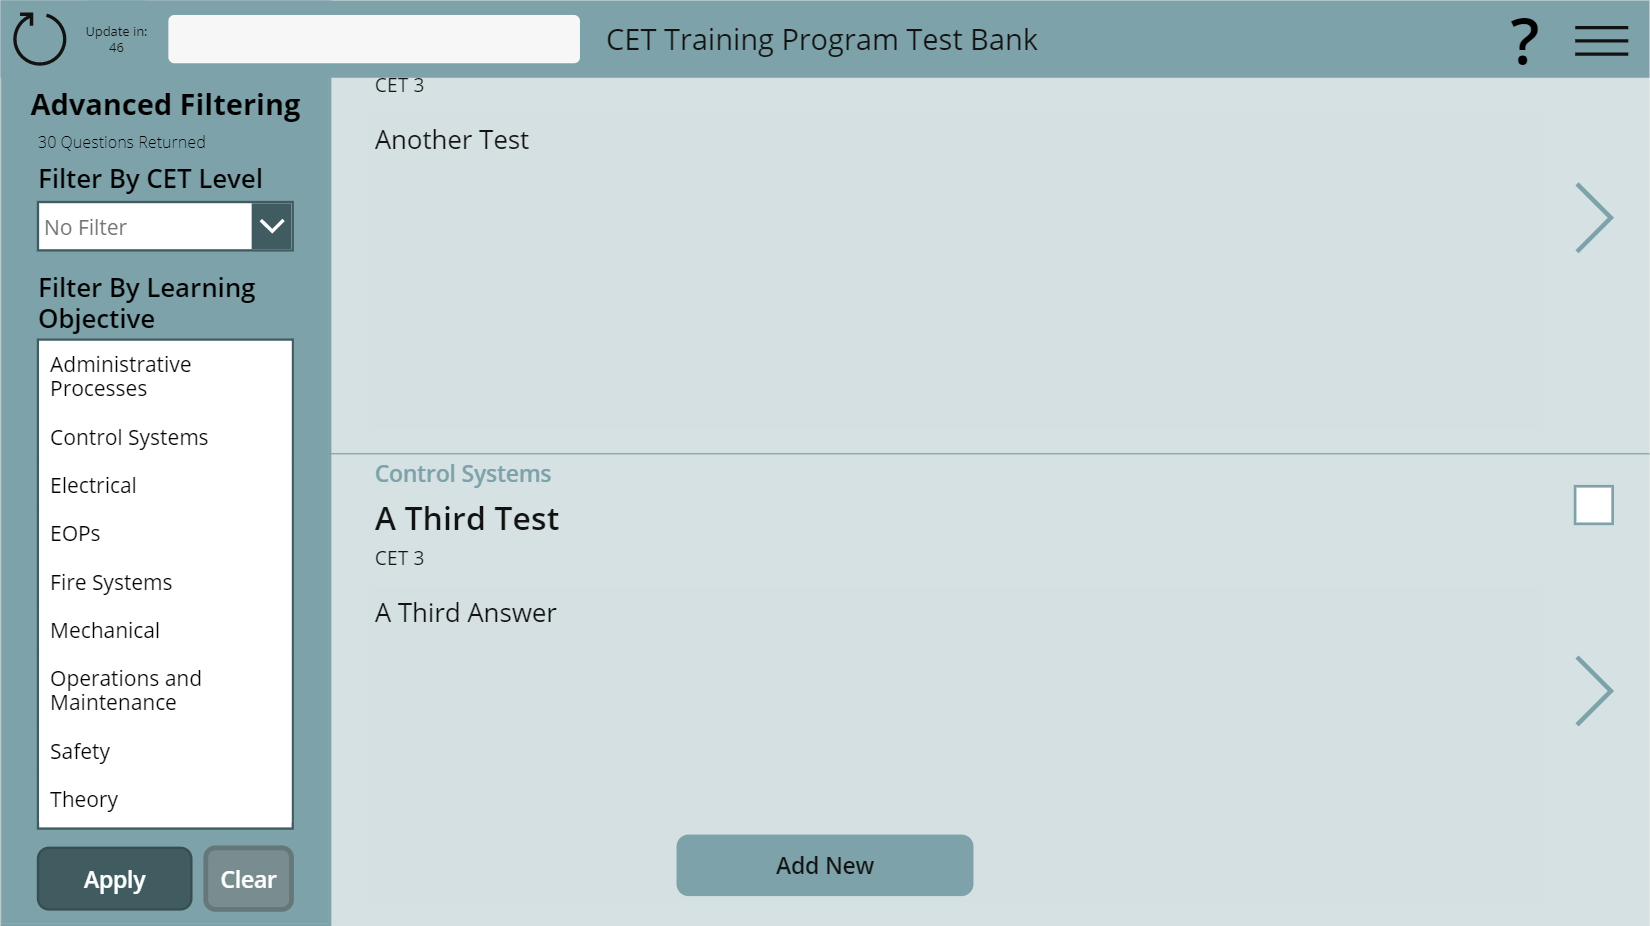 Update in:
46
CET Training Program Test Bank
?
Advanced Filtering
30 Questions Returned
Filter By CET Level
No Filter
Filter By Learning
Objective
Administrative
Processes
Control Systems
Electrical
EOPs
Fire Systems
Mechanical
Operations and
Maintenance
Safety
Theory
Apply
Clear
CET 3
Another Test
Control Systems
A Third Test
CET 3
A Third Answer
Add New